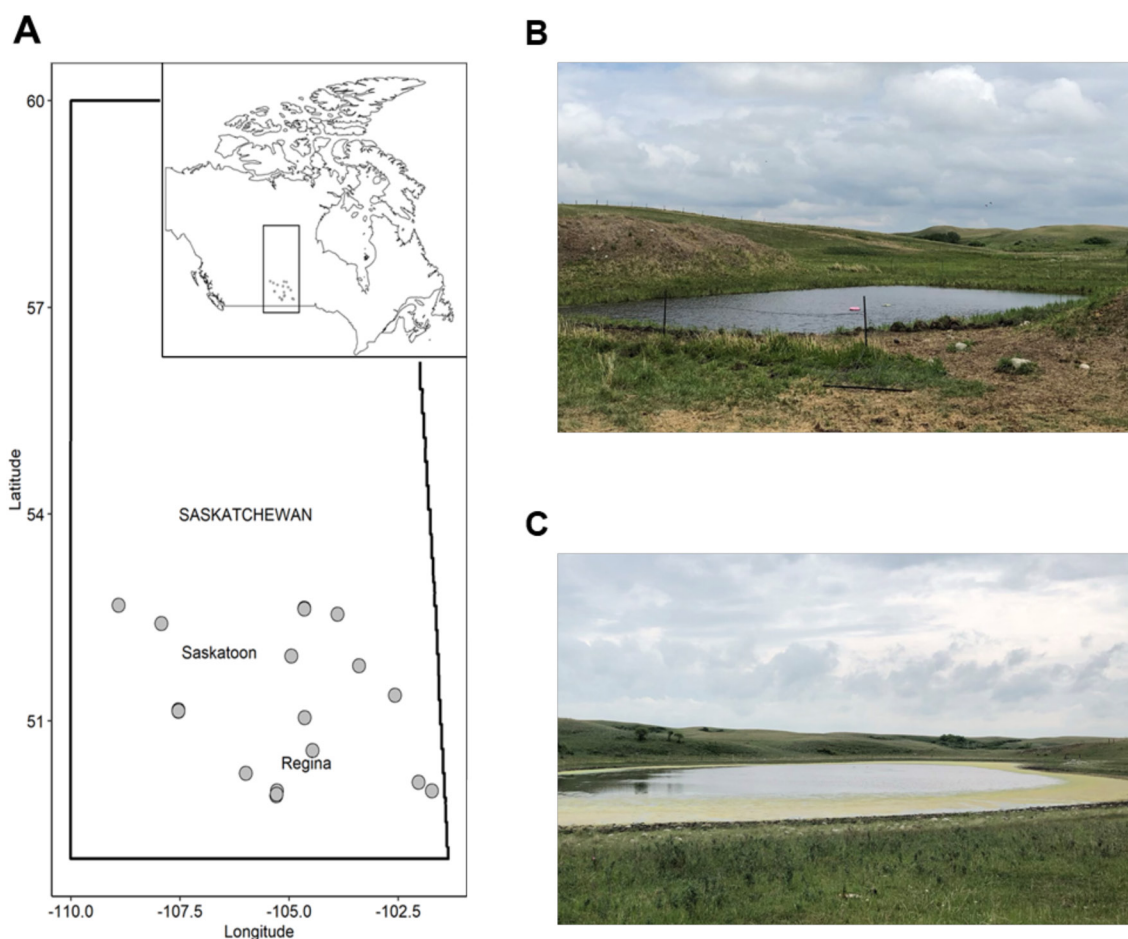 A
B
60
57
Latitude
54
SASKATCHEWAN
Saskatoon
51
Regina
-110.0
-107.5
-105.0
-102.5
Longitude
C